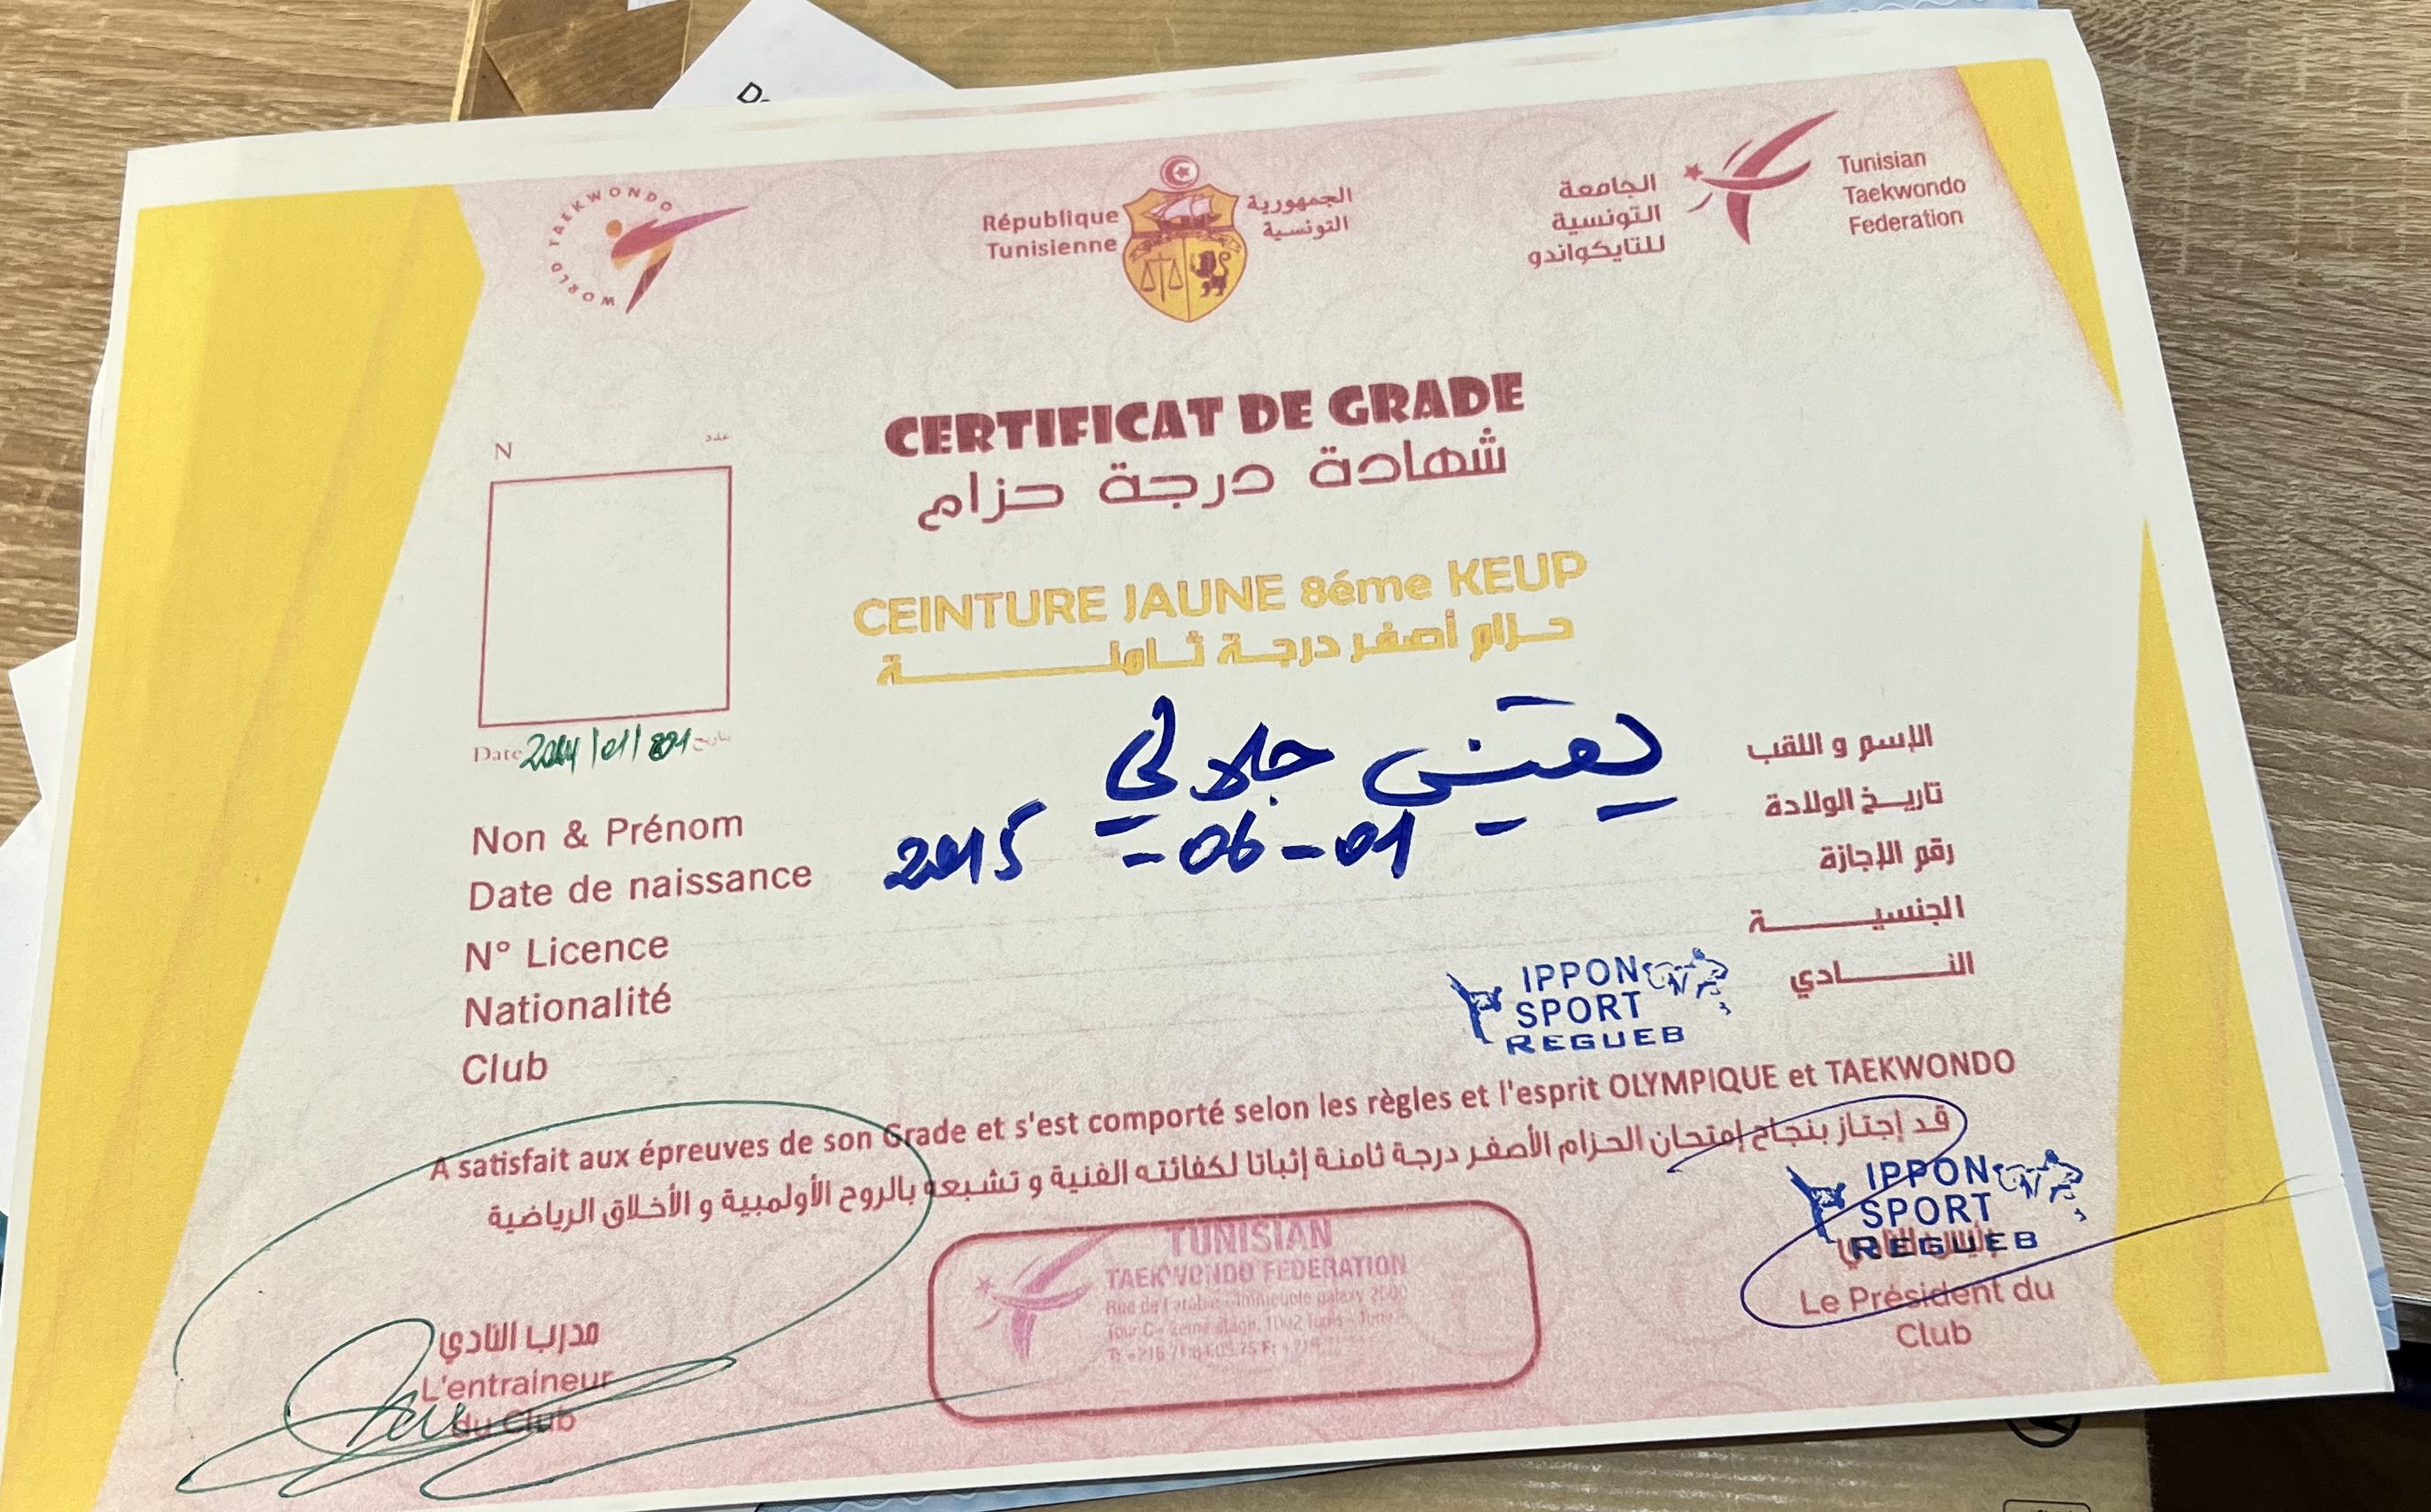 WORLD TAEKWONDO
République
Tunisienne
الجمهورية
التونسية
الجامعة
التونسية
للتايكواندو
Tunisian
Taekwondo
Federation
CERTIFICAT DE GRADE
شهادة درجة حزام
N عدد
CEINTURE JAUNE 8éme KEUP
حزام أصفر درجة ثامنة
Date بتاريخ
الإسم و اللقب
يقين جلالي
Non & Prénom
تاريخ الولادة
2015 - 06 - 01
Date de naissance
رقم الإجازة
N° Licence
الجنسية
Nationalité
النادي
IPPON
SPORT
REGUEB
Club
A satisfait aux épreuves de son Grade et s'est comporté selon les règles et l'esprit OLYMPIQUE et TAEKWONDO
قد إجتاز بنجاح إمتحان الحزام الأصفر درجة ثامنة إثباتا لكفائته الفنية و تشبعه بالروح الأولمبية و الأخلاق الرياضية
مدرب النادي
L'entraineur
du Club
TUNISIAN
TAEKWONDO FEDERATION
IPPON
SPORT
REGUEB
Le Président du
Club